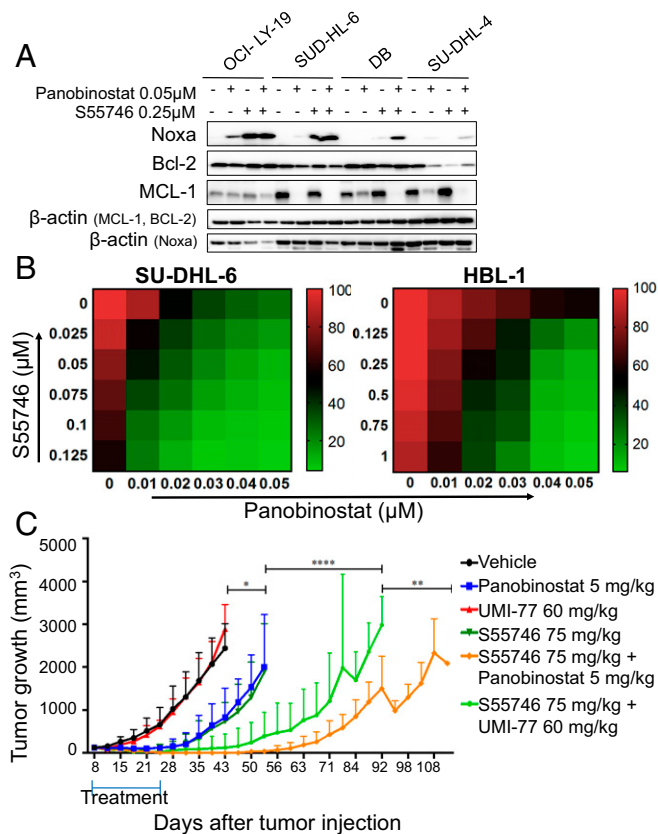 A
OCI- LY-19 SUD-HL-6 DB SU-DHL-4
Panobinostat 0.05µM - + - + - + - + - + - + - + - +
S55746 0.25µM - - + + - - + + - - + + - - + +
Noxa
Bcl-2
MCL-1
β-actin (MCL-1, BCL-2)
β-actin (Noxa)
B
SU-DHL-6 HBL-1
S55746 (µM)
0
0.025
0.05
0.075
0.1
0.125
0 0.01 0.02 0.03 0.04 0.05
100
80
60
40
20
0
0.125
0.25
0.5
0.75
1
0 0.01 0.02 0.03 0.04 0.05
100
80
60
40
20
Panobinostat (µM)
C
Tumor growth (mm³)
5000
4000
3000
2000
1000
0
* **** **
8 15 21 28 35 43 50 56 63 71 78 84 92 98 108
Treatment
Days after tumor injection
Vehicle
Panobinostat 5 mg/kg
UMI-77 60 mg/kg
S55746 75 mg/kg
S55746 75 mg/kg +
Panobinostat 5 mg/kg
S55746 75 mg/kg +
UMI-77 60 mg/kg